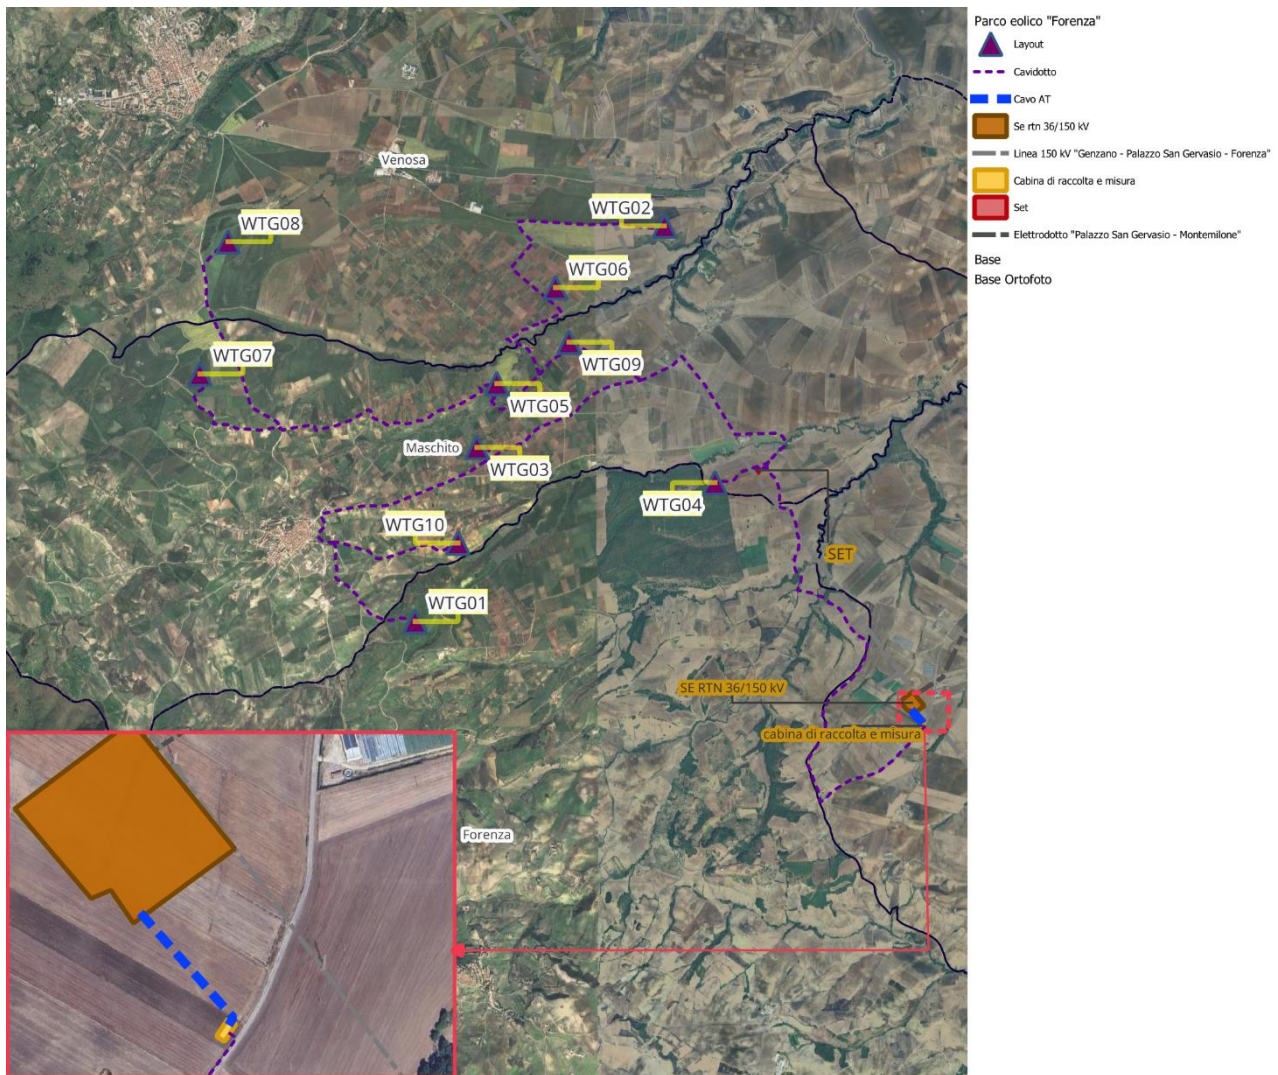 Parco eolico "Forenza"
Layout
Cavidotto
Cavo AT
Se rtn 36/150 kV
Linea 150 kV "Genzano - Palazzo San Gervasio - Forenza"
Cabina di raccolta e misura
Set
Elettrodotto "Palazzo San Gervasio - Montemilone"
Base
Base Ortofoto
Venosa
WTG02
WTG08
WTG06
WTG09
WTG07
WTG05
Maschito
WTG03
WTG04
WTG10
SET
WTG01
SE RTN 36/150 kV
cabina di raccolta e misura
Forenza